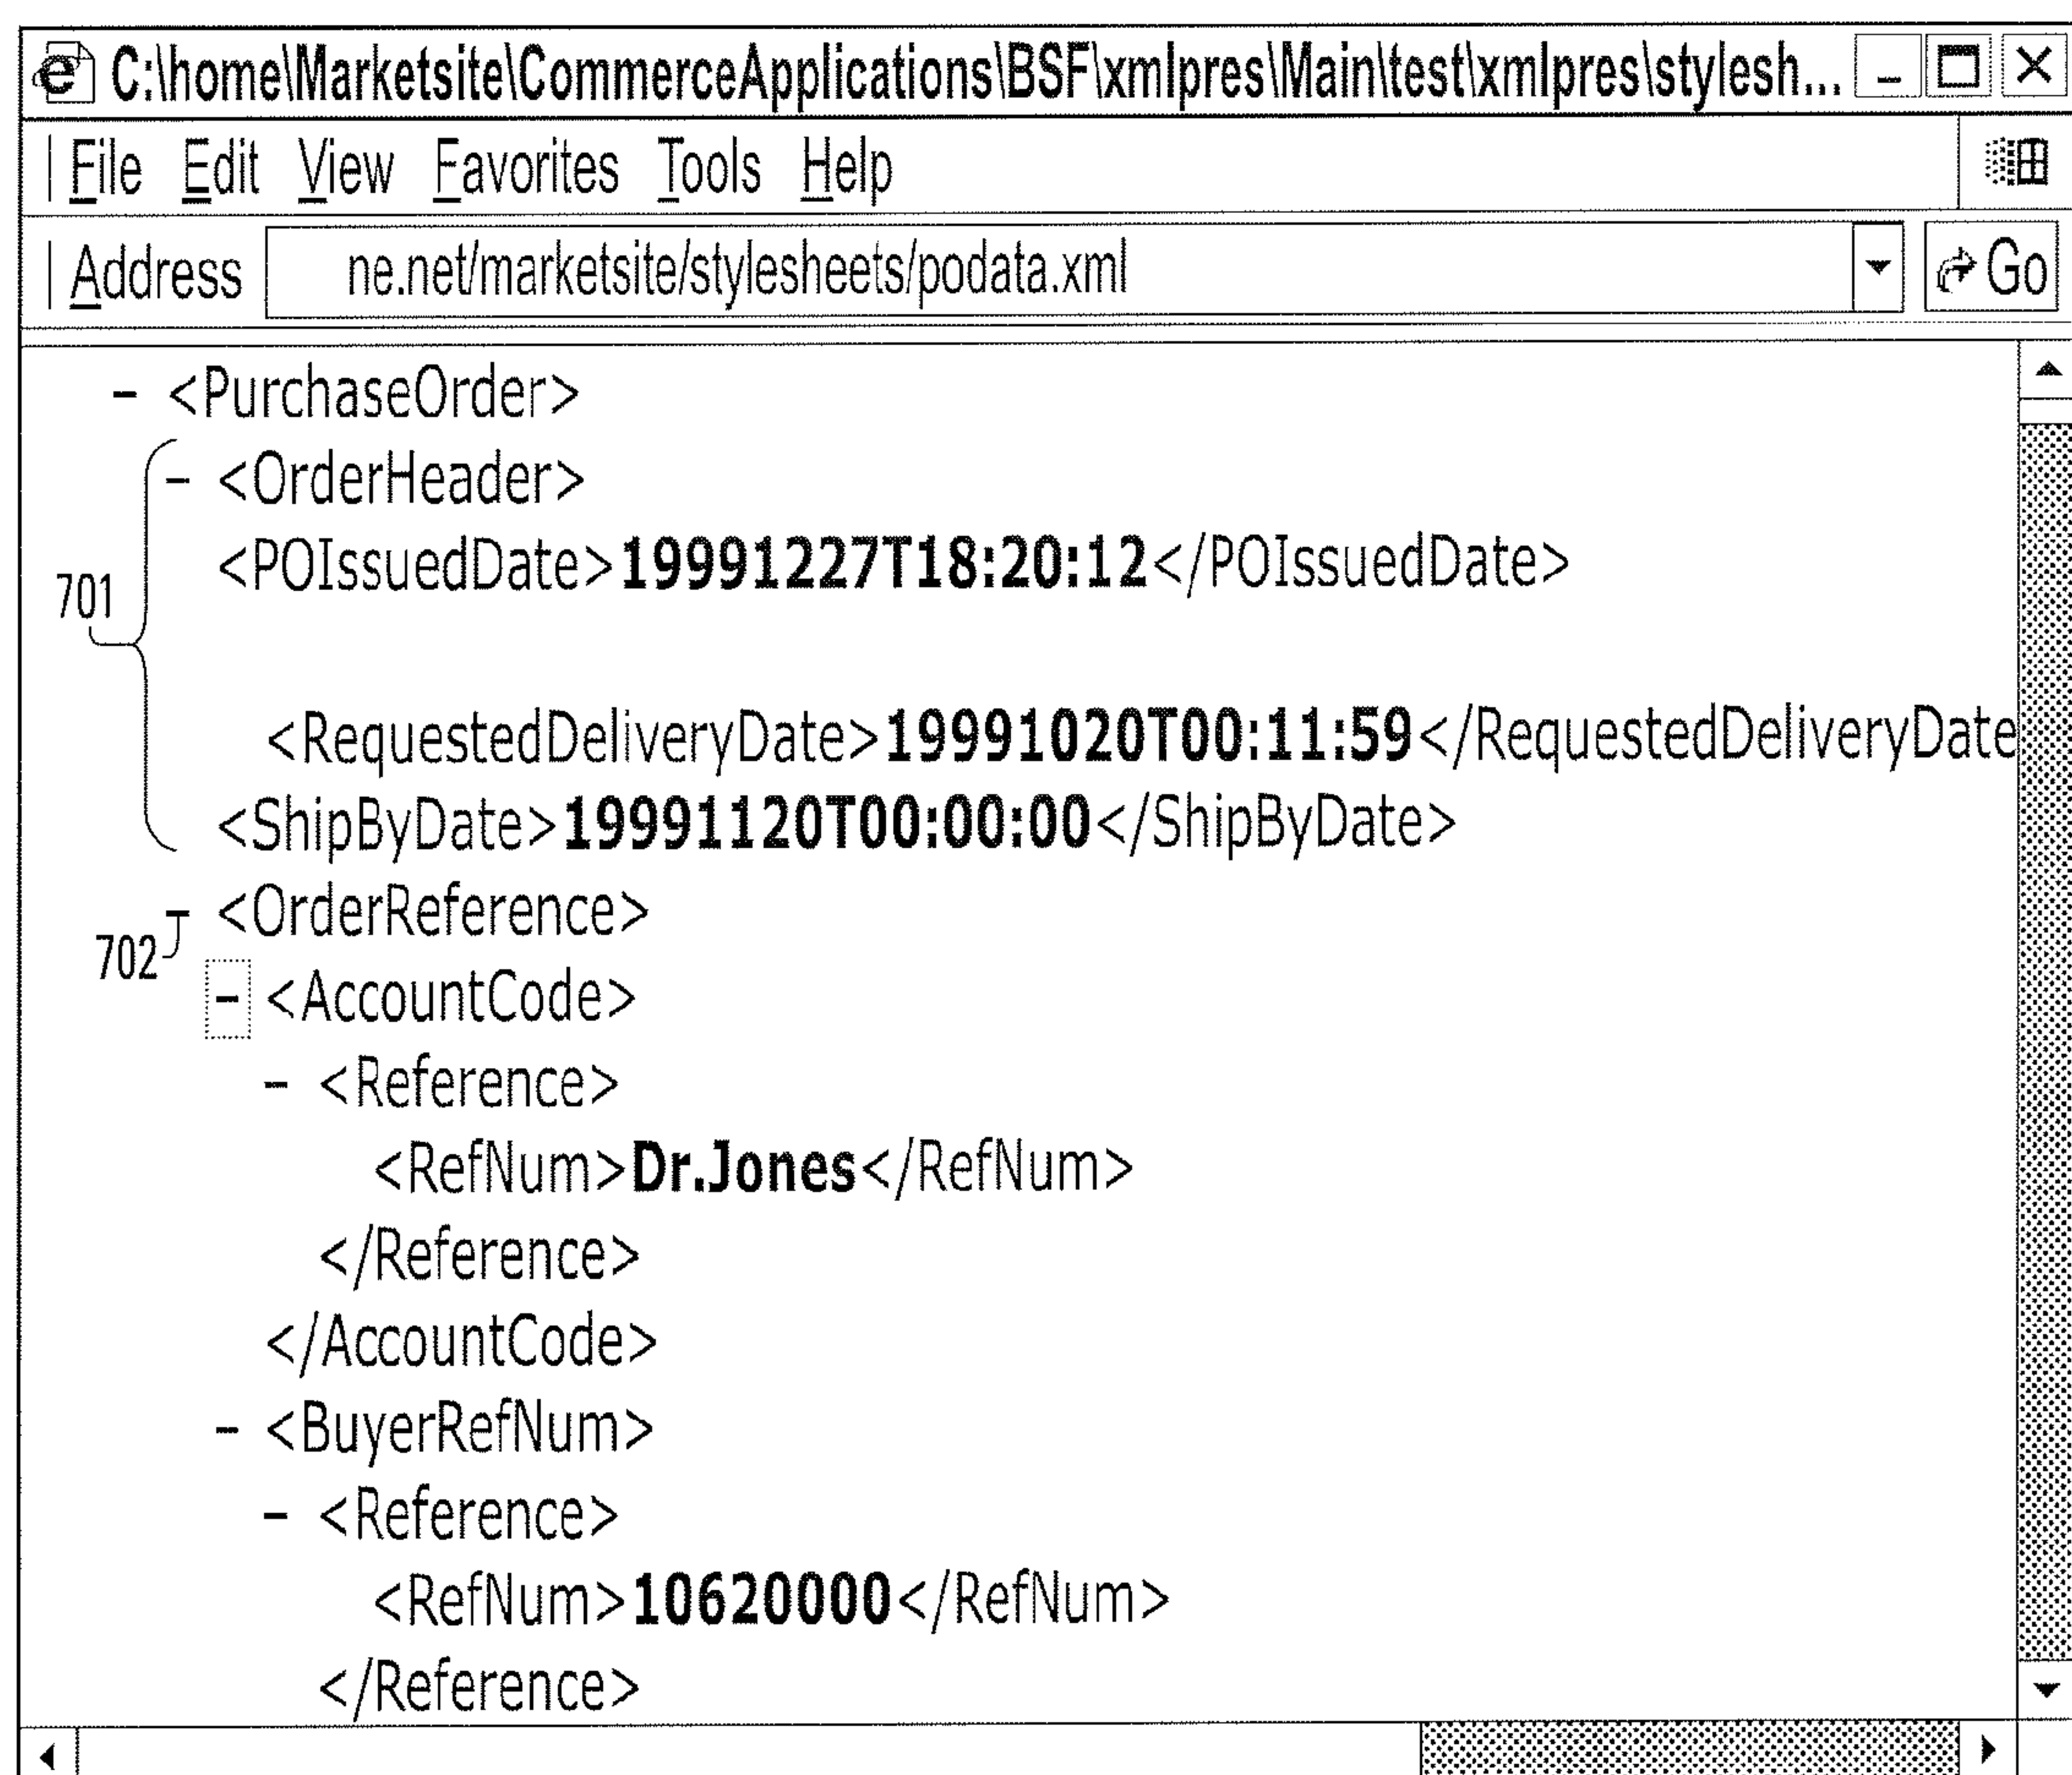 C:\home\Marketsite\CommerceApplications\BSF\xmlpres\Main\test\xmlpres\stylesh...
File Edit View Favorites Tools Help
Address ne.net/marketsite/stylesheets/podata.xml Go
- <PurchaseOrder>
- <OrderHeader>
<POIssuedDate>19991227T18:20:12</POIssuedDate>
701
<RequestedDeliveryDate>19991020T00:11:59</RequestedDeliveryDate
<ShipByDate>19991120T00:00:00</ShipByDate>
- <OrderReference>
702
- <AccountCode>
- <Reference>
<RefNum>Dr.Jones</RefNum>
</Reference>
</AccountCode>
- <BuyerRefNum>
- <Reference>
<RefNum>10620000</RefNum>
</Reference>